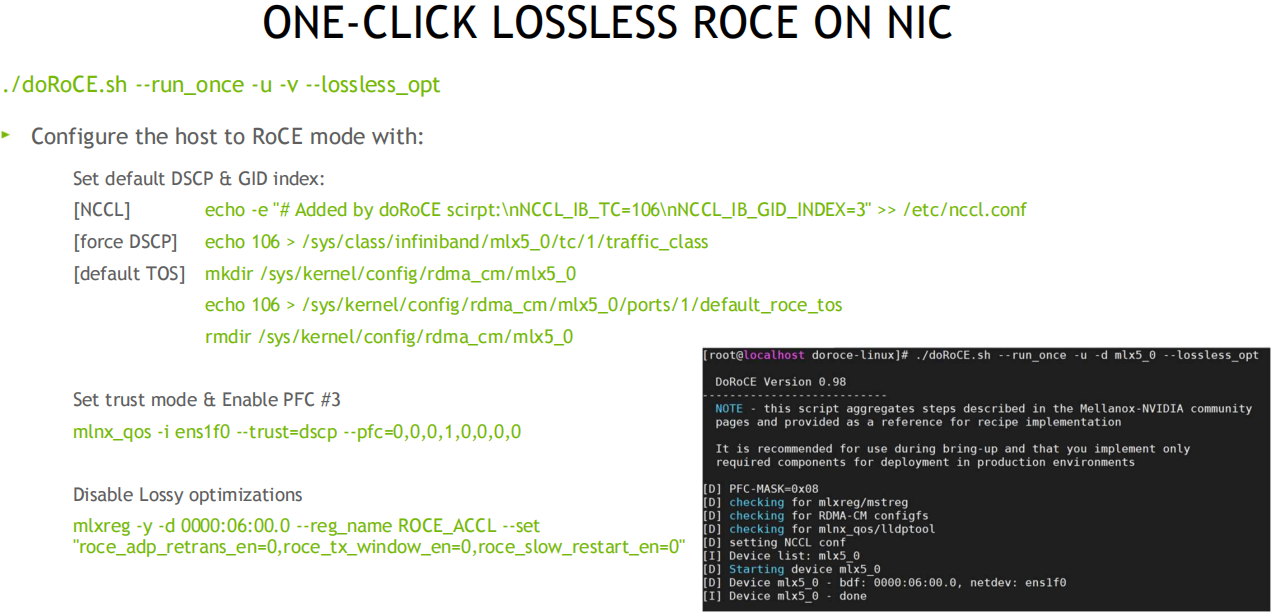 ONE-CLICK LOSSLESS ROCE ON NIC
./doRoCE.sh --run_once -u -v --lossless_opt
Configure the host to RoCE mode with:
Set default DSCP & GID index:
[NCCL] echo -e "# Added by doRoCE scirpt:\nNCCL_IB_TC=106\nNCCL_IB_GID_INDEX=3" >> /etc/nccl.conf
[force DSCP] echo 106 > /sys/class/infiniband/mlx5_0/tc/1/traffic_class
[default TOS] mkdir /sys/kernel/config/rdma_cm/mlx5_0
echo 106 > /sys/kernel/config/rdma_cm/mlx5_0/ports/1/default_roce_tos
rmdir /sys/kernel/config/rdma_cm/mlx5_0
Set trust mode & Enable PFC #3
mlnx_qos -i ens1f0 --trust=dscp --pfc=0,0,0,1,0,0,0,0
Disable Lossy optimizations
mlxreg -y -d 0000:06:00.0 --reg_name ROCE_ACCL --set
"roce_adp_retrans_en=0,roce_tx_window_en=0,roce_slow_restart_en=0"
[root@localhost doroce-linux]# ./doRoCE.sh --run_once -u -d mlx5_0 --lossless_opt
DoRoCE Version 0.98
----------------------------
NOTE - this script aggregates steps described in the Mellanox-NVIDIA community
pages and provided as a reference for recipe implementation
It is recommended for use during bring-up and that you implement only
required components for deployment in production environments
[D] PFC-MASK=0x08
[D] checking for mlxreg/mstreg
[D] checking for RDMA-CM configfs
[D] checking for mlnx_qos/lldptool
[D] setting NCCL conf
[I] Device list: mlx5_0
[D] Starting device mlx5_0
[D] Device mlx5_0 - bdf: 0000:06:00.0, netdev: ens1f0
[I] Device mlx5_0 - done